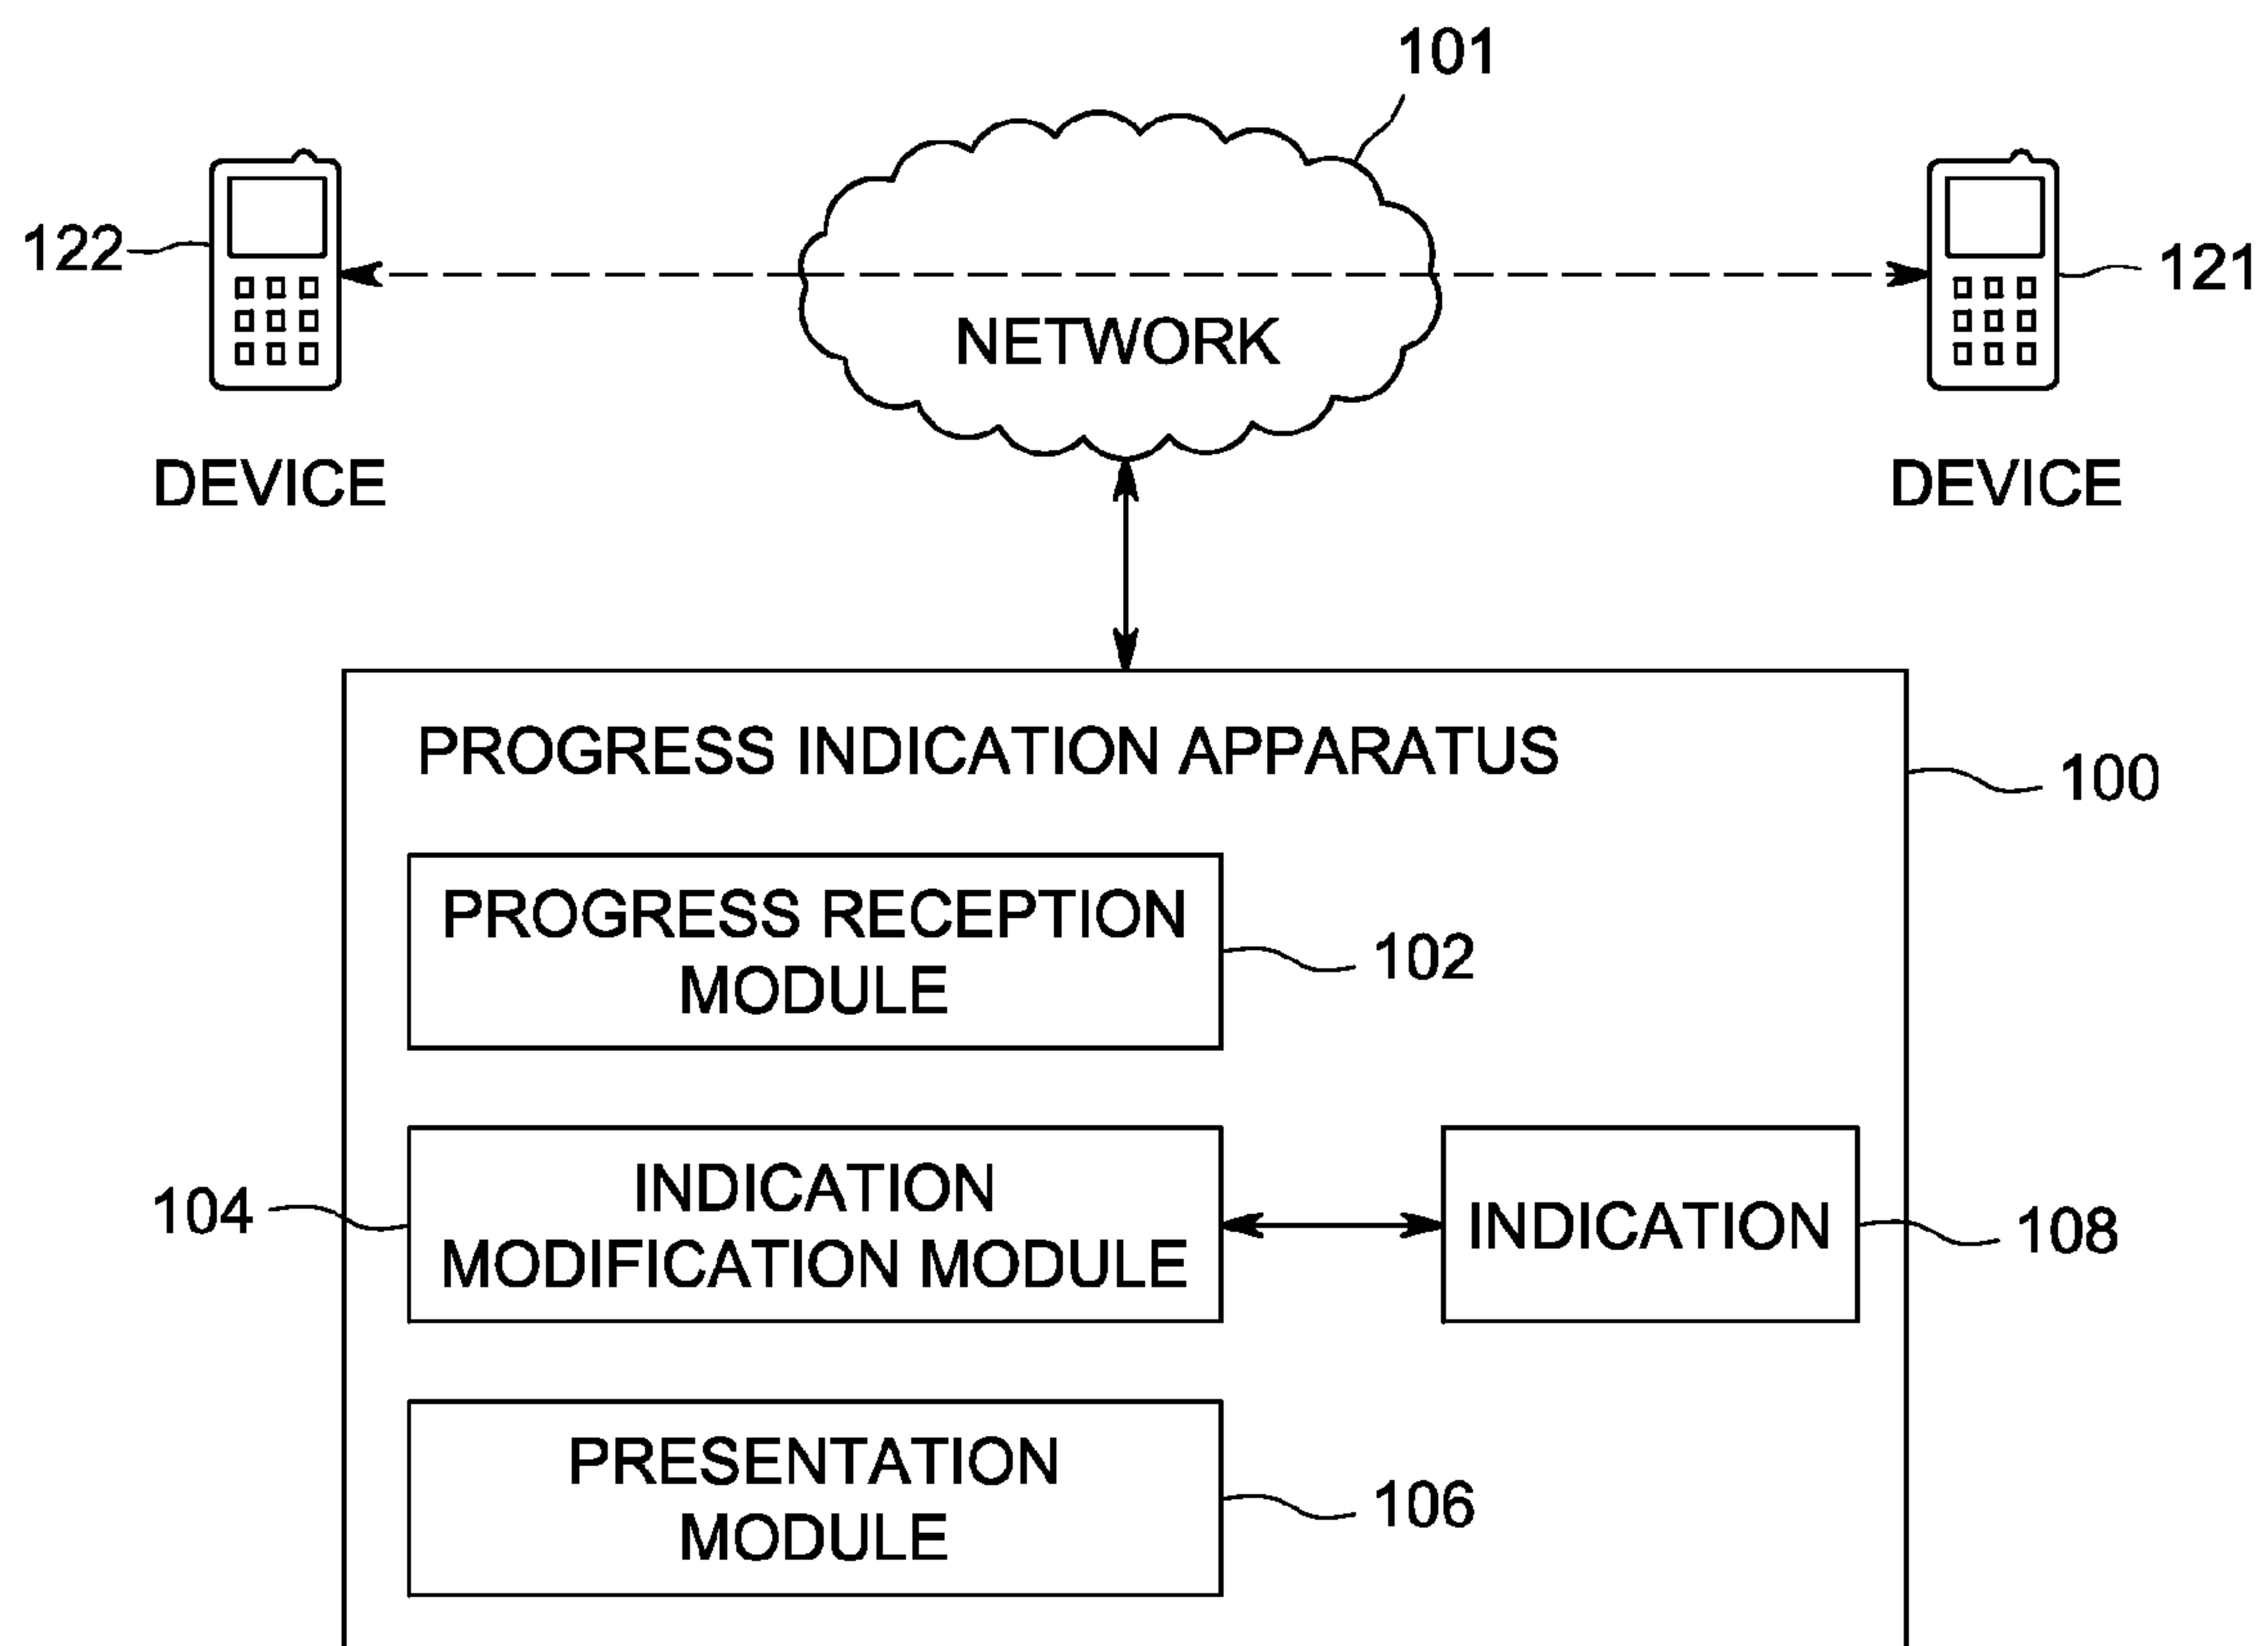 101
122
121
NETWORK
DEVICE
DEVICE
PROGRESS INDICATION APPARATUS
100
PROGRESS RECEPTION
MODULE
102
104
INDICATION
MODIFICATION MODULE
INDICATION
108
PRESENTATION
MODULE
106